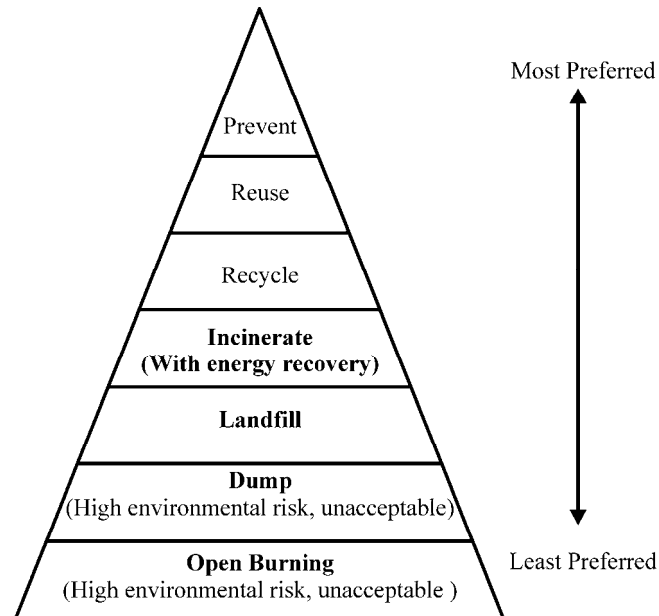 Most Preferred
Prevent
Reuse
Recycle
Incinerate
(With energy recovery)
Landfill
Dump
(High environmental risk, unacceptable)
Open Burning
(High environmental risk, unacceptable )
Least Preferred